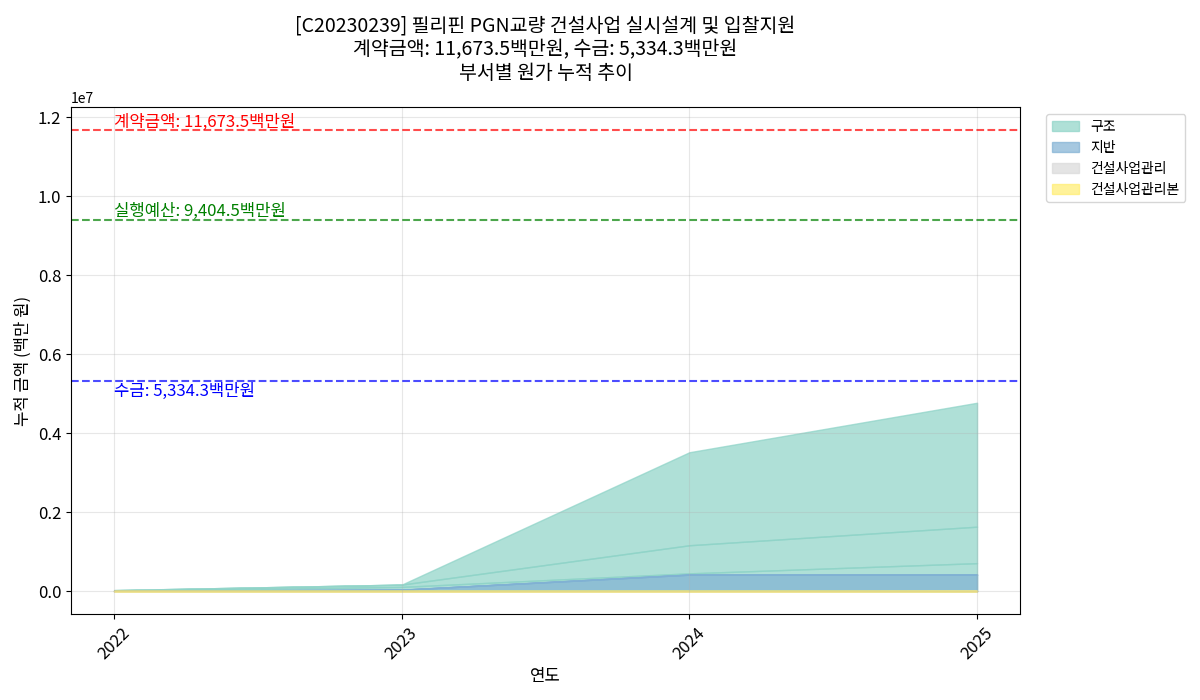 [C20230239] 필리핀 PGN교량 건설사업 실시설계 및 입찰지원
계약금액: 11,673.5백만원, 수금: 5,334.3백만원
부서별 원가 누적 추이
1e7
1.2
1.0
0.8
0.6
0.4
0.2
0.0
누적 금액 (백만 원)
계약금액: 11,673.5백만원
실행예산: 9,404.5백만원
수금: 5,334.3백만원
구조
지반
건설사업관리
건설사업관리본
2022
2023
2024
2025
연도